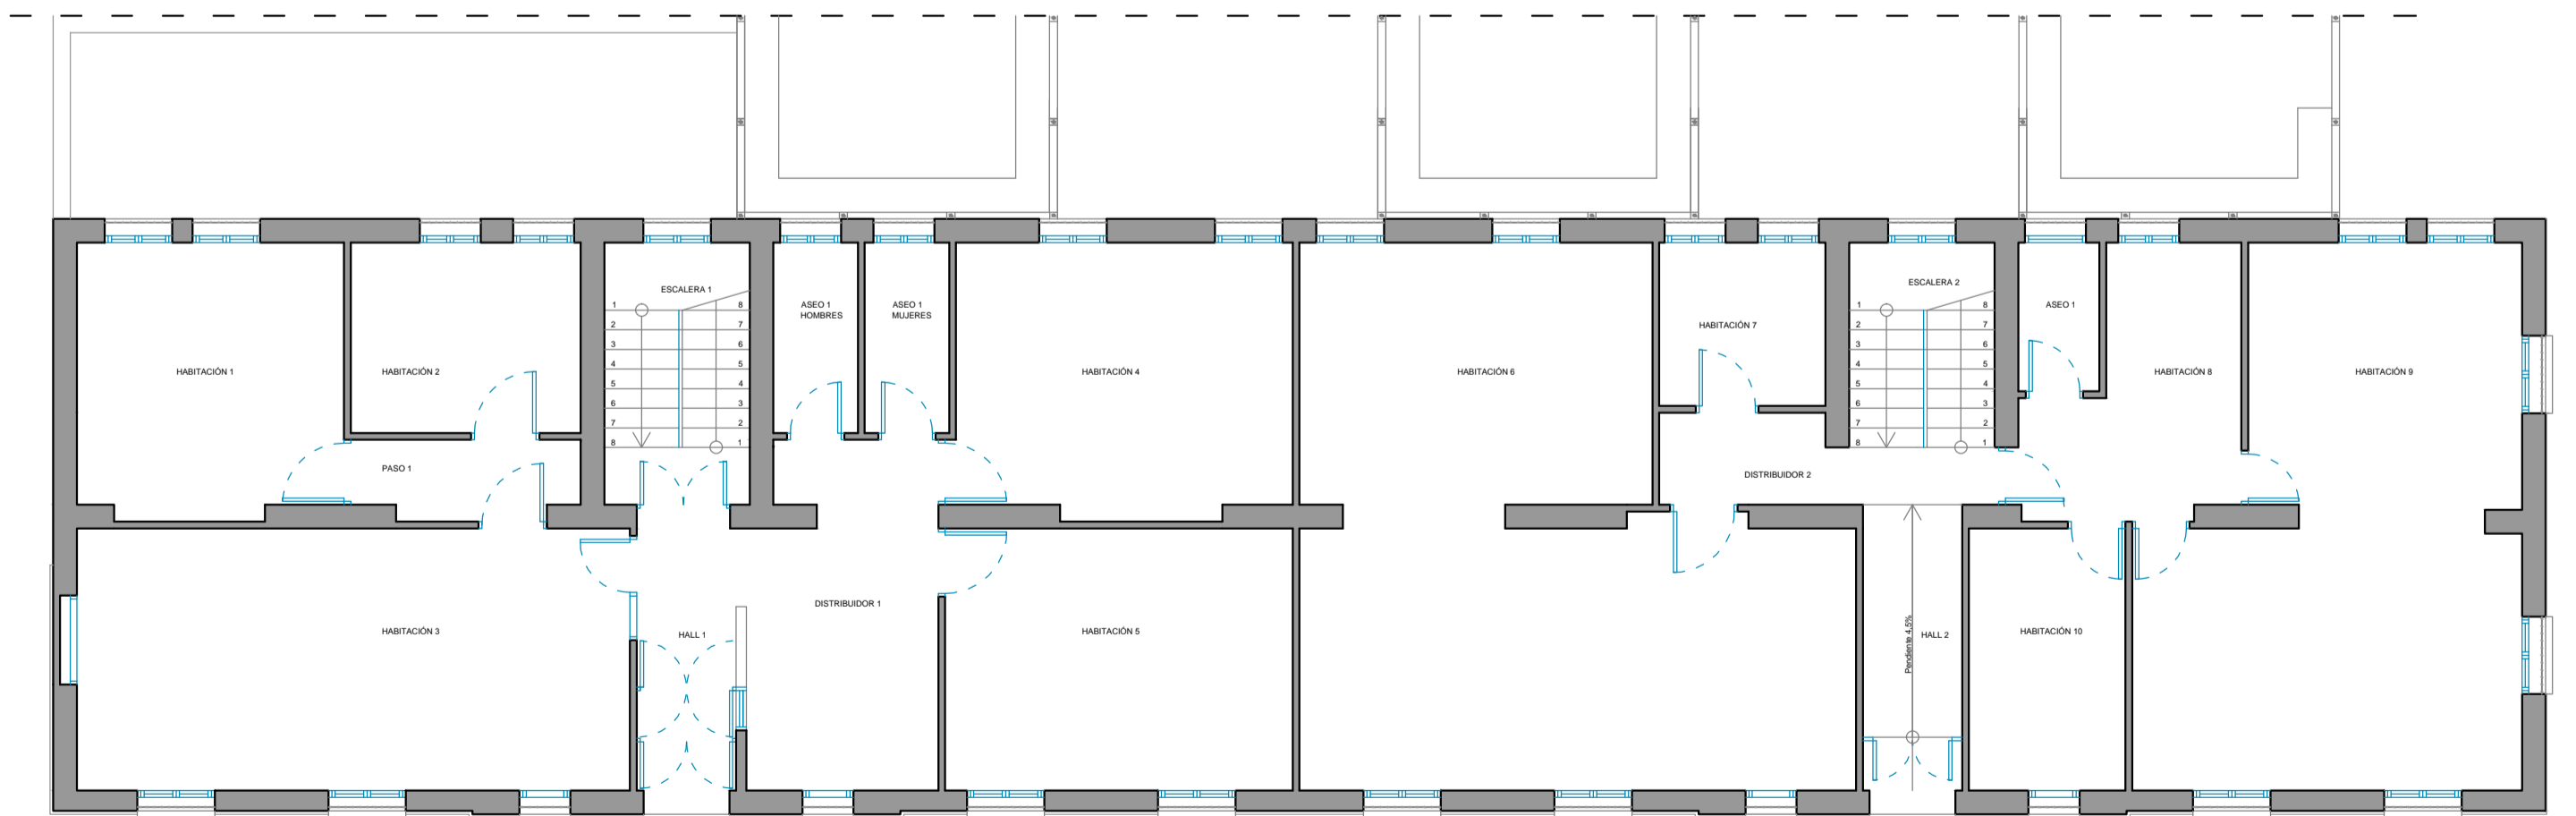 ESCALERA 1
ESCALERA 2
1 8
2 7
3 6
4 5
5 4
6 3
7 2
8 1
1 8
2 7
3 6
4 5
5 4
6 3
7 2
8 1
ASEO 1
HOMBRES
ASEO 1
MUJERES
ASEO 1
HABITACIÓN 7
HABITACIÓN 1
HABITACIÓN 2
HABITACIÓN 4
HABITACIÓN 6
HABITACIÓN 8
HABITACIÓN 9
PASO 1
DISTRIBUIDOR 2
DISTRIBUIDOR 1
HABITACIÓN 3
HALL 1
HABITACIÓN 5
Pendiente 4,5%
HALL 2
HABITACIÓN 10